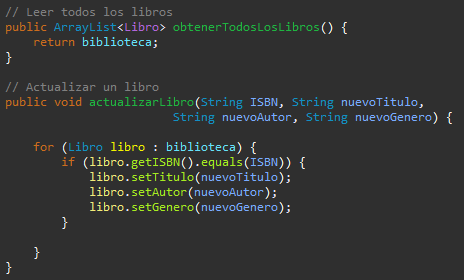 // Leer todos los libros
public ArrayList<Libro> obtenerTodosLosLibros() {
    return biblioteca;
}

// Actualizar un libro
public void actualizarLibro(String ISBN, String nuevoTitulo,
                         String nuevoAutor, String nuevoGenero) {

    for (Libro libro : biblioteca) {
        if (libro.getISBN().equals(ISBN)) {
            libro.setTitulo(nuevoTitulo);
            libro.setAutor(nuevoAutor);
            libro.setGenero(nuevoGenero);
        }

    }
}